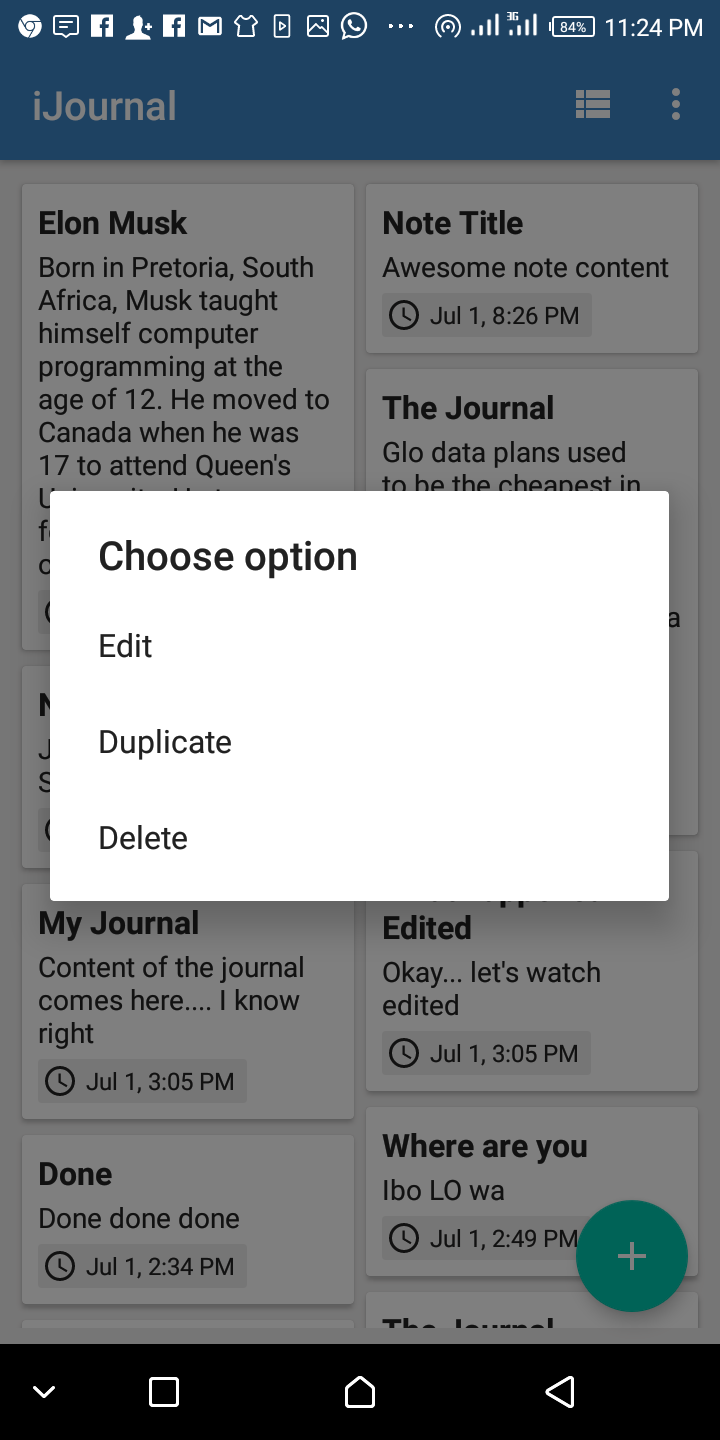 3G 84% 11:24 PM
iJournal
Elon Musk
Born in Pretoria, South
Africa, Musk taught
himself computer
programming at the
age of 12. He moved to
Canada when he was
17 to attend Queen's
Note Title
Awesome note content
Jul 1, 8:26 PM
The Journal
Glo data plans used
to be the cheapest in
a
Choose option
Edit
Duplicate
Delete
My Journal
Content of the journal
comes here.... I know
right
Jul 1, 3:05 PM
Done
Done done done
Jul 1, 2:34 PM
Edited
Okay... let's watch
edited
Jul 1, 3:05 PM
Where are you
Ibo LO wa
Jul 1, 2:49 PM
The Journal